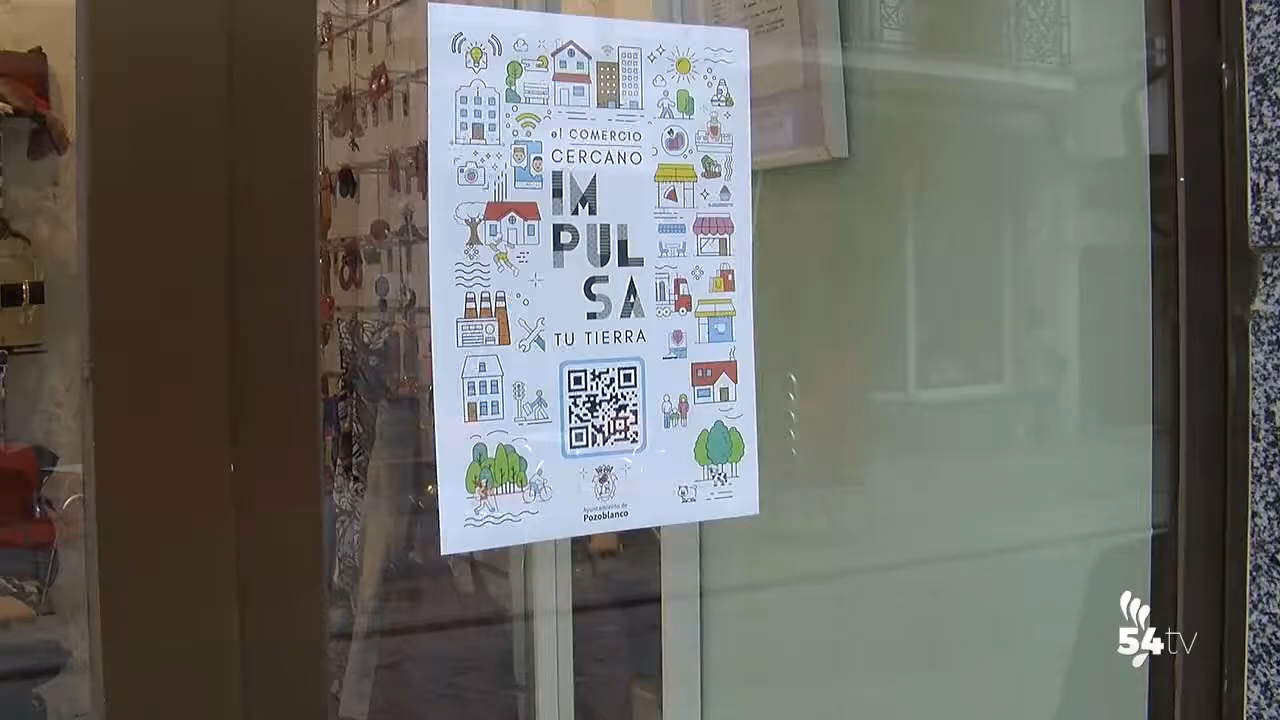 el COMERCIO
CERCANO
IM
PUL
SA
TU TIERRA
Ayuntamiento de
Pozoblanco
54tv